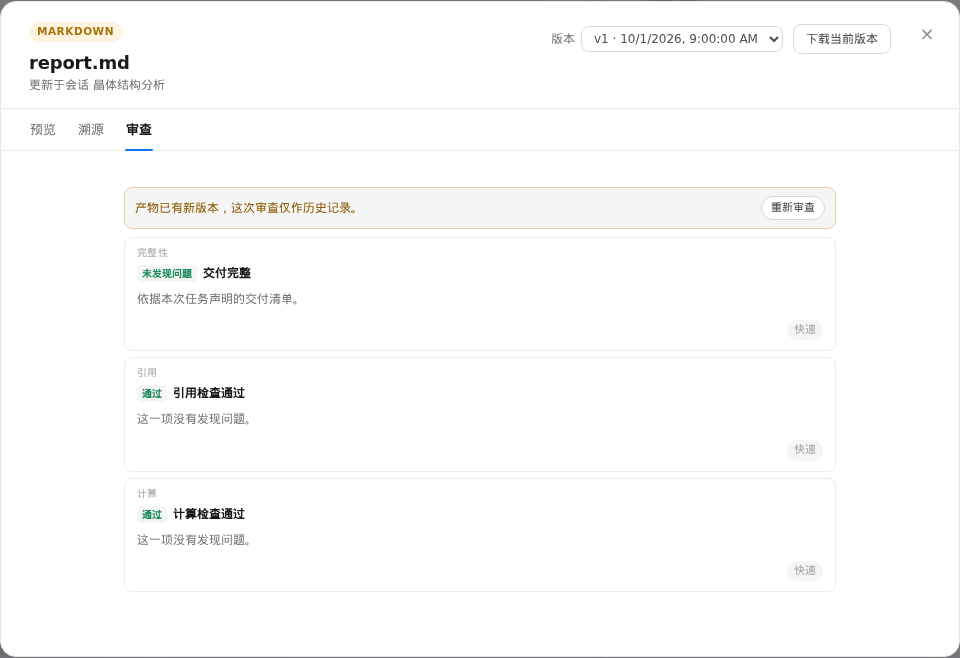 MARKDOWN
report.md
更新于会话 晶体结构分析
版本
v1 · 10/1/2026, 9:00:00 AM
下载当前版本
预览 溯源 审查
产物已有新版本，这次审查仅作历史记录。
重新审查
完整性
未发现问题 交付完整
依据本次任务声明的交付清单。
快速
引用
通过 引用检查通过
这一项没有发现问题。
快速
计算
通过 计算检查通过
这一项没有发现问题。
快速